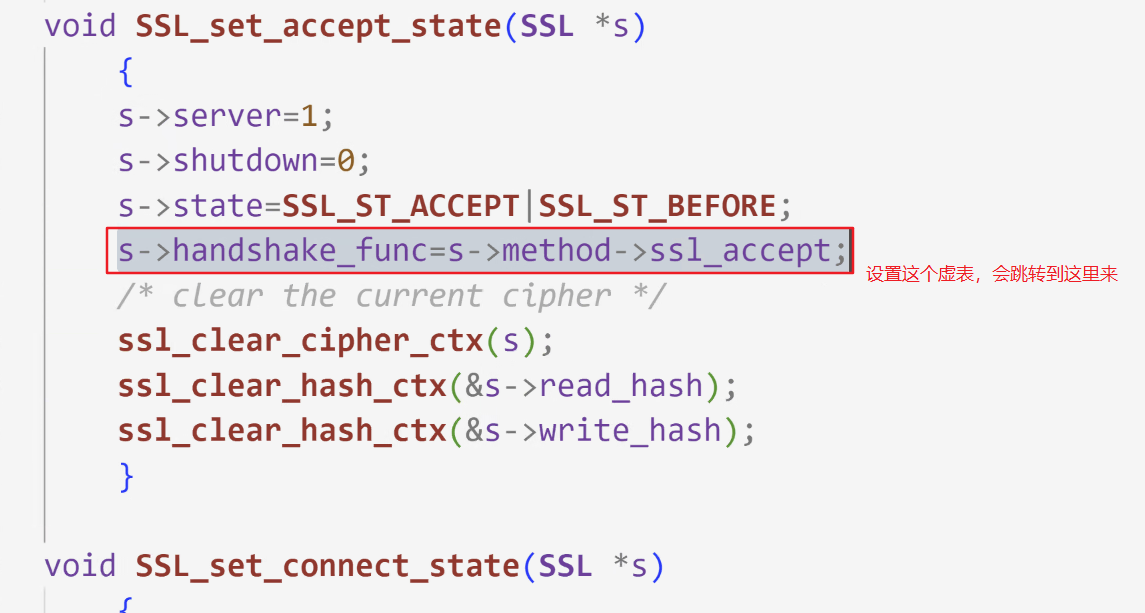 void SSL_set_accept_state(SSL *s)
{
s->server=1;
s->shutdown=0;
s->state=SSL_ST_ACCEPT|SSL_ST_BEFORE;
s->handshake_func=s->method->ssl_accept;
设置这个虚表，会跳转到这里来
/* clear the current cipher */
ssl_clear_cipher_ctx(s);
ssl_clear_hash_ctx(&s->read_hash);
ssl_clear_hash_ctx(&s->write_hash);
}
void SSL_set_connect_state(SSL *s)
{